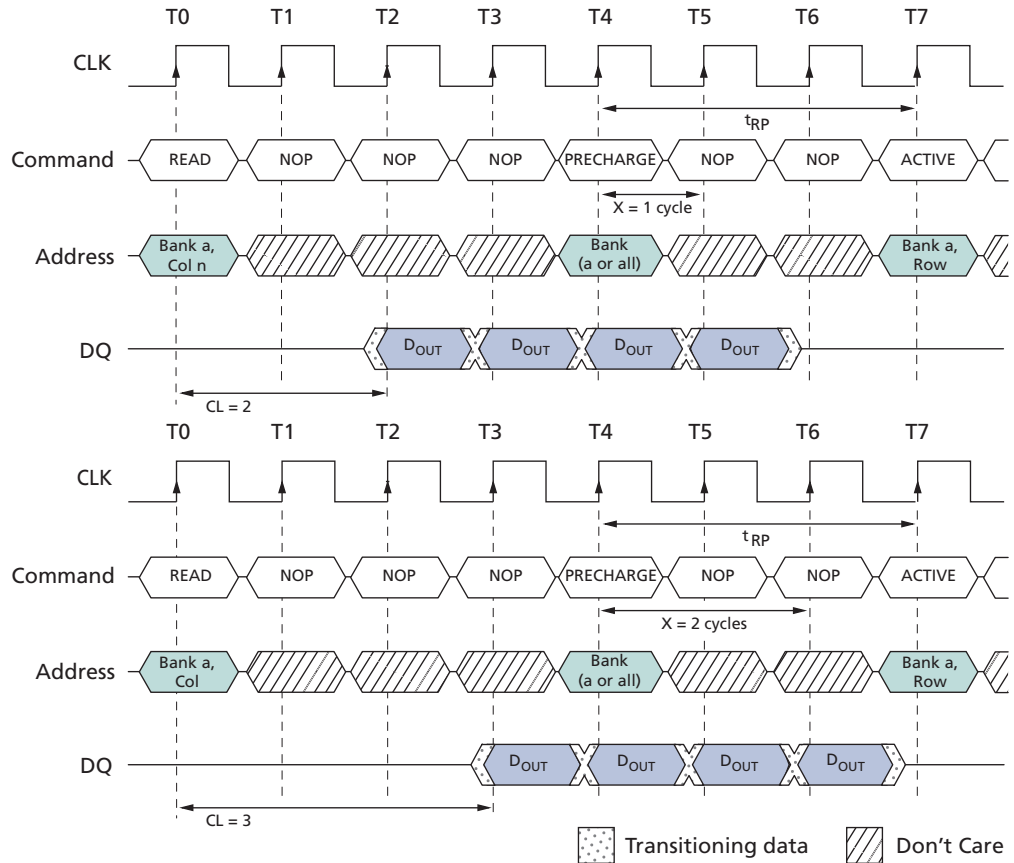 T0 T1 T2 T3 T4 T5 T6 T7
CLK
tRP
Command READ NOP NOP NOP PRECHARGE NOP NOP ACTIVE
X = 1 cycle
Address Bank a, Col n Bank (a or all) Bank a, Row
DQ DOUT DOUT DOUT DOUT
CL = 2
T0 T1 T2 T3 T4 T5 T6 T7
CLK
tRP
Command READ NOP NOP NOP PRECHARGE NOP NOP ACTIVE
X = 2 cycles
Address Bank a, Col Bank (a or all) Bank a, Row
DQ DOUT DOUT DOUT DOUT
CL = 3
Transitioning data Don't Care